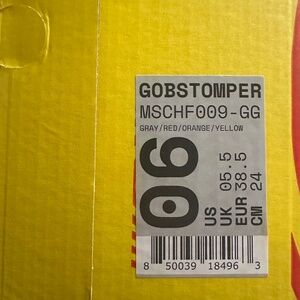 GOBSTOMPER
MSCHF009-GG
GRAY/RED/ORANGE/YELLOW
06
US
UK 05.5
EUR 38.5
CM 24
8 50039 18496 3